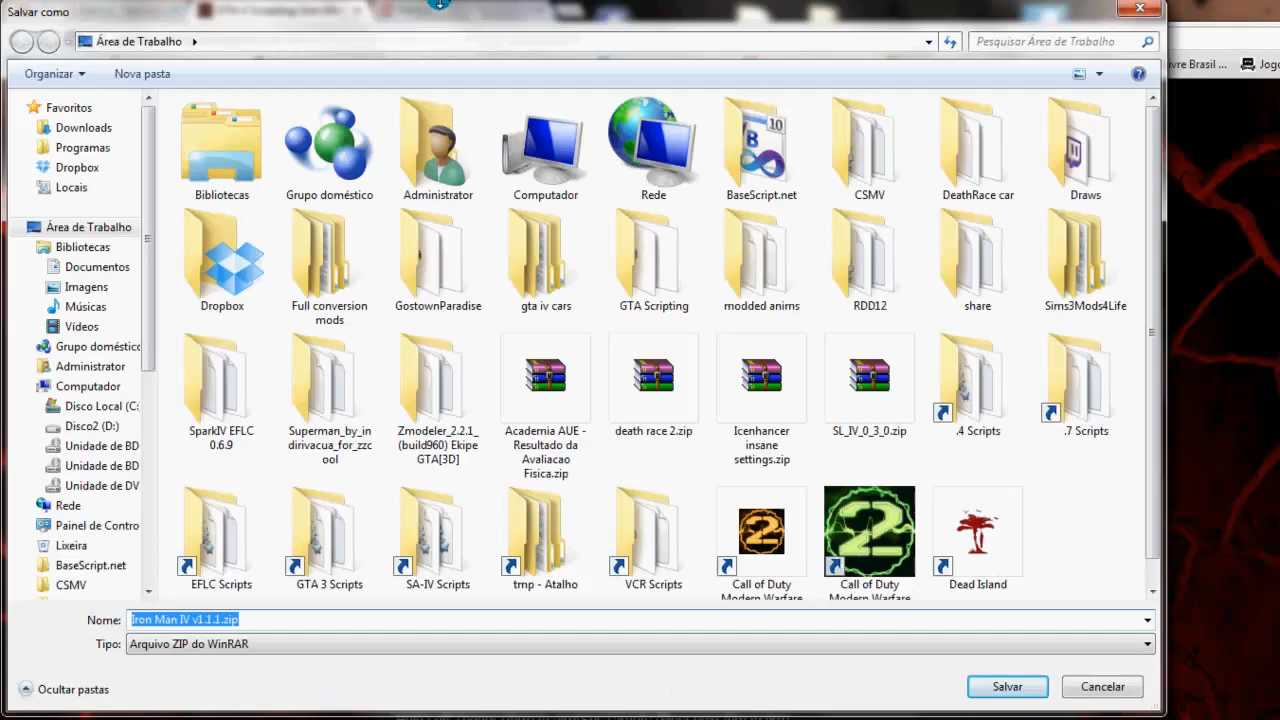 Salvar como
Área de Trabalho
Pesquisar Área de Trabalho
ivre Brasil ...
Jogo
Organizar
Nova pasta
Favoritos
Downloads
Programas
Dropbox
Locais
Área de Trabalho
Bibliotecas
Documentos
Imagens
Músicas
Vídeos
Grupo doméstico
Administrator
Computador
Disco Local (C:
Disco2 (D:)
Unidade de BD
Unidade de BD
Unidade de DV
Rede
Painel de Contro
Lixeira
BaseScript.net
CSMV
Bibliotecas
Grupo doméstico
Administrator
Computador
Rede
BaseScript.net
CSMV
DeathRace car
Draws
Dropbox
Full conversion
mods
GostownParadise
gta iv cars
GTA Scripting
modded anims
RDD12
share
Sims3Mods4Life
SparkIV EFLC
0.6.9
Superman_by_in
dirivacua_for_zzc
ool
Zmodeler_2.2.1_
(build960) Ekipe
GTA[3D]
Academia AUE -
Resultado da
Avaliacao
Fisica.zip
death race 2.zip
Icenhancer
insane
settings.zip
SL_IV_0_3_0.zip
.4 Scripts
.7 Scripts
EFLC Scripts
GTA 3 Scripts
SA-IV Scripts
tmp - Atalho
VCR Scripts
Call of Duty
Modern Warfare
Call of Duty
Modern Warfare
Dead Island
Nome:
Iron Man IV v1.1.1.zip
Tipo:
Arquivo ZIP do WinRAR
Ocultar pastas
Salvar
Cancelar